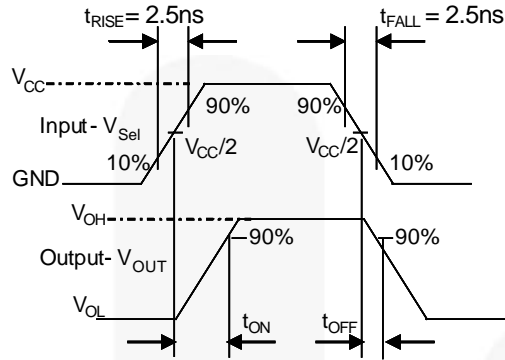 tRISE = 2.5ns
tFALL = 2.5ns
VCC
90%
90%
Input- VSel
VCC/2
VCC/2
10%
10%
GND
VOH
90%
90%
Output- VOUT
VOL
tON
tOFF